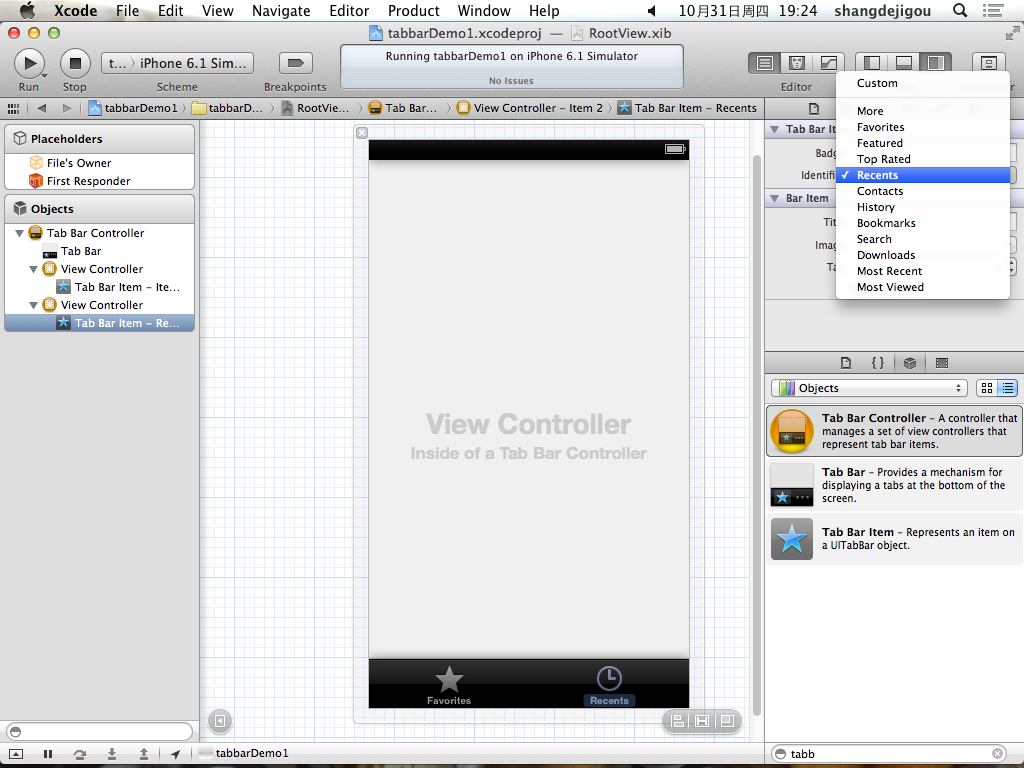 Xcode File Edit View Navigate Editor Product Window Help 10月31日周四 19:24 shangdejigou
tabbarDemo1.xcodeproj — RootView.xib
t... iPhone 6.1 Sim...
Running tabbarDemo1 on iPhone 6.1 Simulator
No Issues
Run Stop Scheme Breakpoints Editor
tabbarDemo1 tabbarD... RootVie... Tab Bar... View Controller - Item 2 Tab Bar Item - Recents
Placeholders
File's Owner
First Responder
Objects
Tab Bar Controller
Tab Bar
View Controller
Tab Bar Item - Ite...
View Controller
Tab Bar Item - Re...
View Controller
Inside of a Tab Bar Controller
Favorites Recents
tabbarDemo1
Tab Bar It
Badg
Identifi
Bar Item
Tit
Imag
Ta
Custom
More
Favorites
Featured
Top Rated
✓ Recents
Contacts
History
Bookmarks
Search
Downloads
Most Recent
Most Viewed
{ }
Objects
Tab Bar Controller - A controller that
manages a set of view controllers that
represent tab bar items.
Tab Bar - Provides a mechanism for
displaying a tabs at the bottom of the
screen.
Tab Bar Item - Represents an item on
a UITabBar object.
tabb